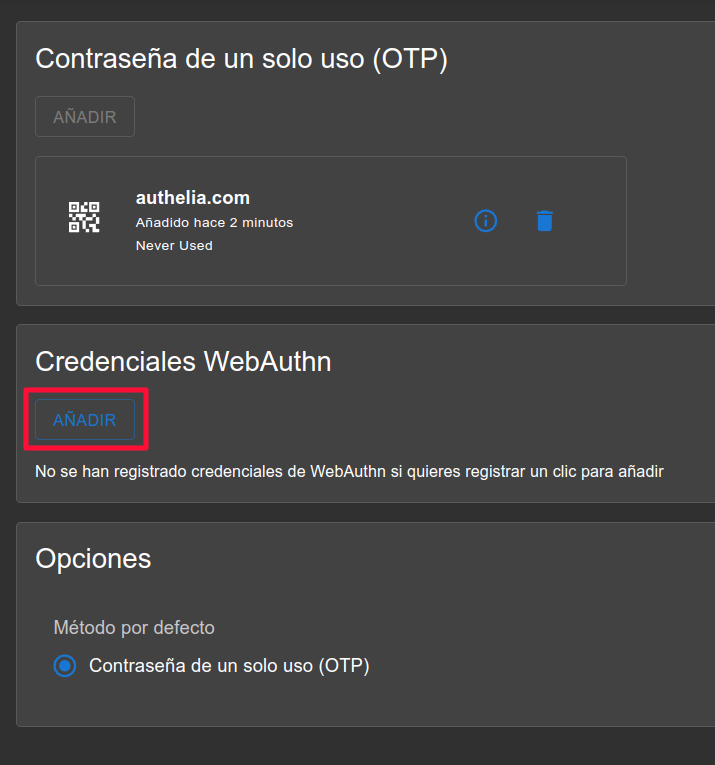 Contraseña de un solo uso (OTP)
AÑADIR
authelia.com
Añadido hace 2 minutos
Never Used
Credenciales WebAuthn
AÑADIR
No se han registrado credenciales de WebAuthn si quieres registrar un clic para añadir
Opciones
Método por defecto
Contraseña de un solo uso (OTP)